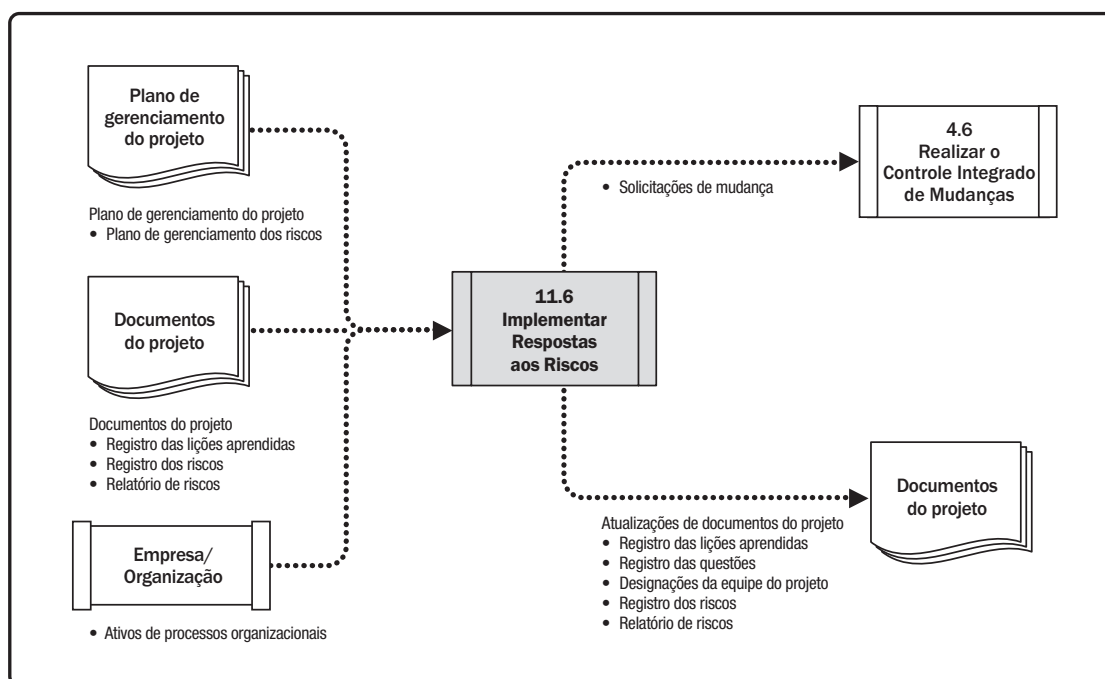 Plano de
gerenciamento
do projeto
Plano de gerenciamento do projeto
• Plano de gerenciamento dos riscos
Documentos
do projeto
Documentos do projeto
• Registro das lições aprendidas
• Registro dos riscos
• Relatório de riscos
Empresa/
Organização
• Ativos de processos organizacionais
11.6
Implementar
Respostas
aos Riscos
• Solicitações de mudança
4.6
Realizar o
Controle Integrado
de Mudanças
Atualizações de documentos do projeto
• Registro das lições aprendidas
• Registro das questões
• Designações da equipe do projeto
• Registro dos riscos
• Relatório de riscos
Documentos
do projeto